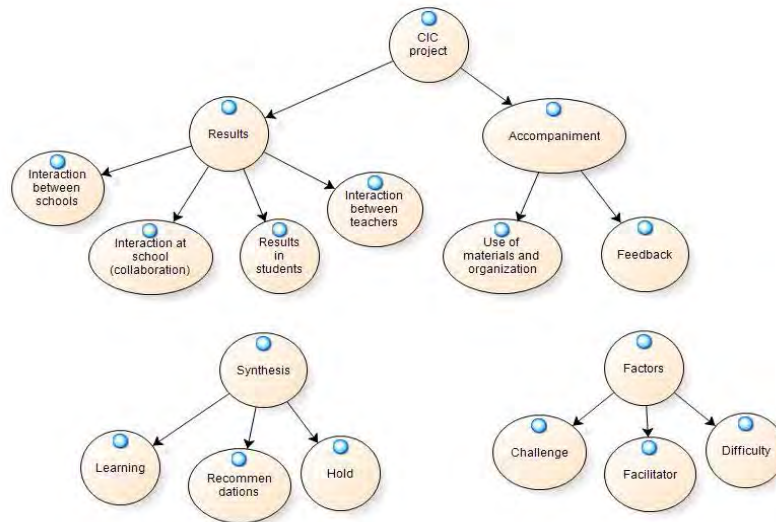 CIC
project
Results
Accompaniment
Interaction
between
schools
Interaction at
school
(collaboration)
Results
in
students
Interaction
between
teachers
Use of
materials and
organization
Feedback
Synthesis
Factors
Learning
Recommen
dations
Hold
Challenge
Facilitator
Difficulty